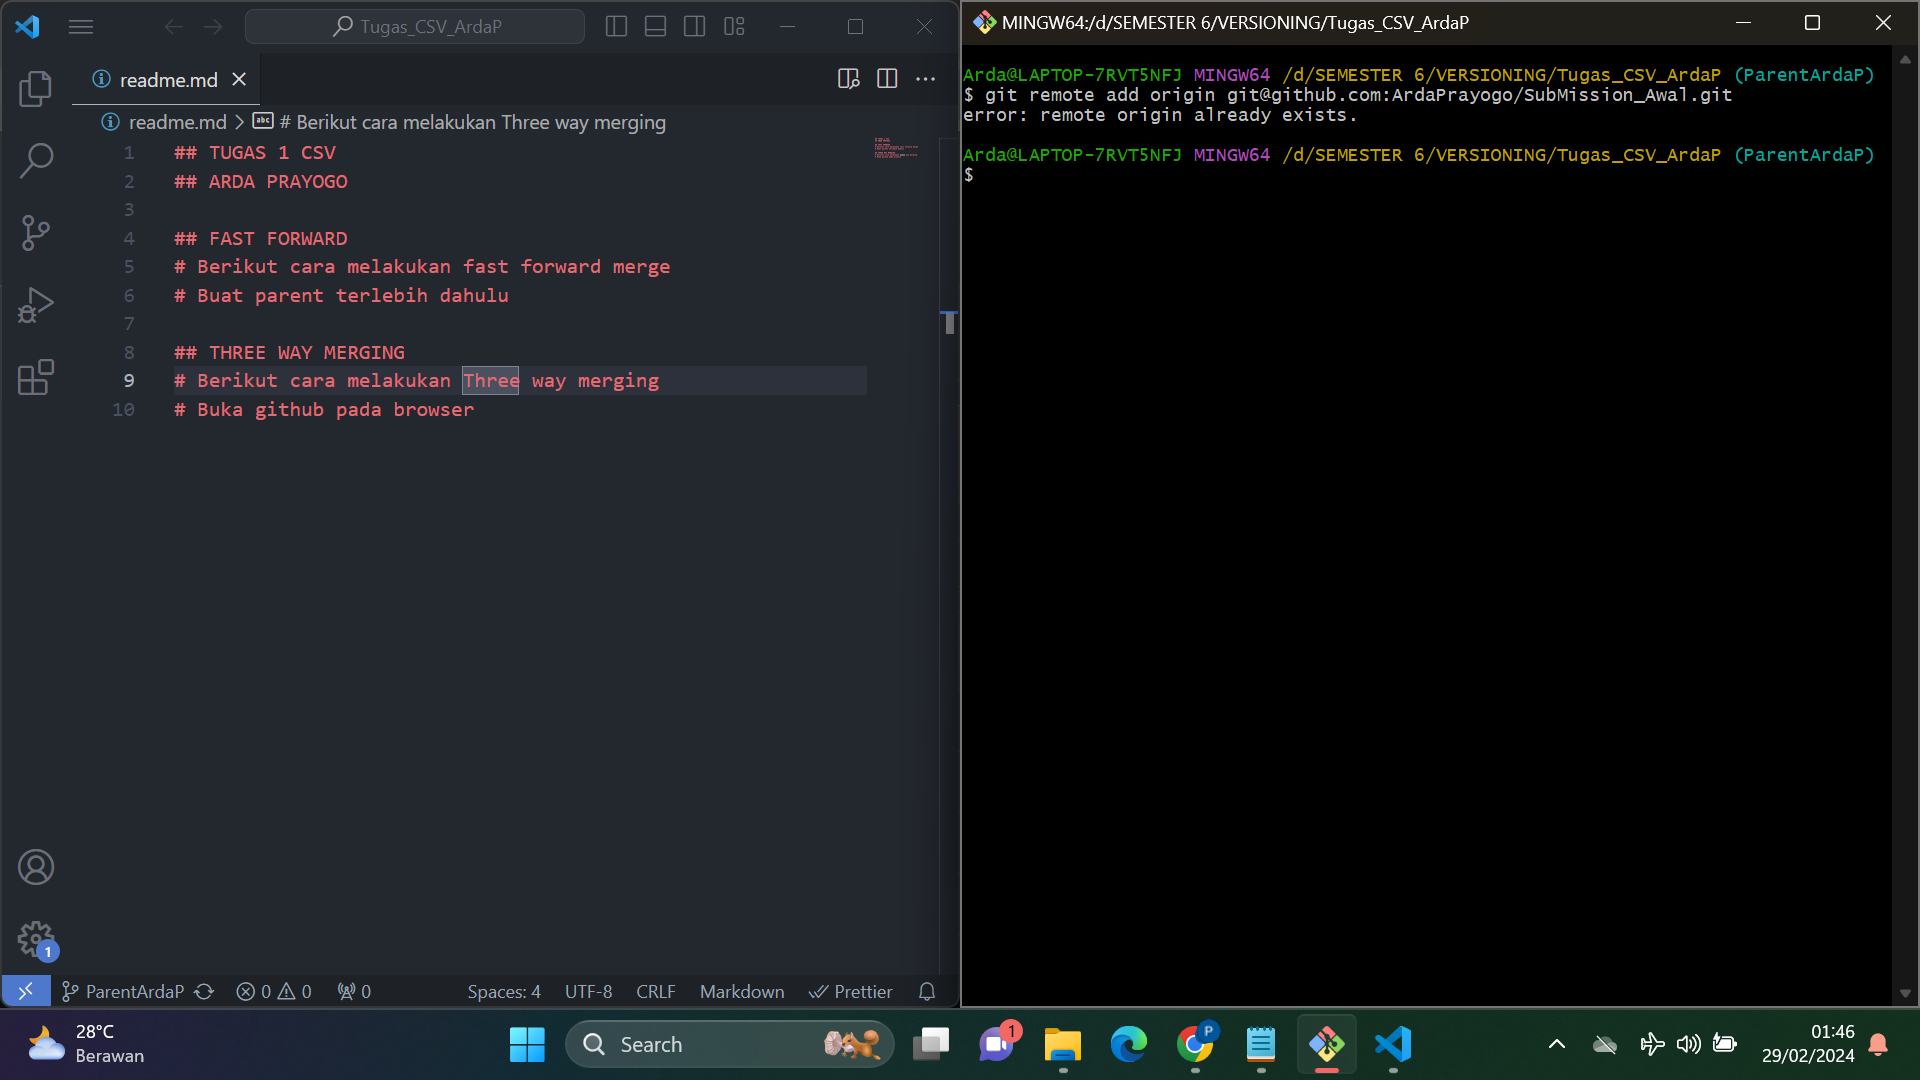 Tugas_CSV_ArdaP
readme.md
readme.md > # Berikut cara melakukan Three way merging
1 ## TUGAS 1 CSV
2 ## ARDA PRAYOGO
3
4 ## FAST FORWARD
5 # Berikut cara melakukan fast forward merge
6 # Buat parent terlebih dahulu
7
8 ## THREE WAY MERGING
9 # Berikut cara melakukan Three way merging
10 # Buka github pada browser
1
ParentArdaP 0 0 0 Spaces: 4 UTF-8 CRLF Markdown Prettier
MINGW64:/d/SEMESTER 6/VERSIONING/Tugas_CSV_ArdaP
Arda@LAPTOP-7RVT5NFJ MINGW64 /d/SEMESTER 6/VERSIONING/Tugas_CSV_ArdaP (ParentArdaP)
$ git remote add origin git@github.com:ArdaPrayogo/SubMission_Awal.git
error: remote origin already exists.
Arda@LAPTOP-7RVT5NFJ MINGW64 /d/SEMESTER 6/VERSIONING/Tugas_CSV_ArdaP (ParentArdaP)
$
28°C
Berawan
Search
1
P
01:46
29/02/2024